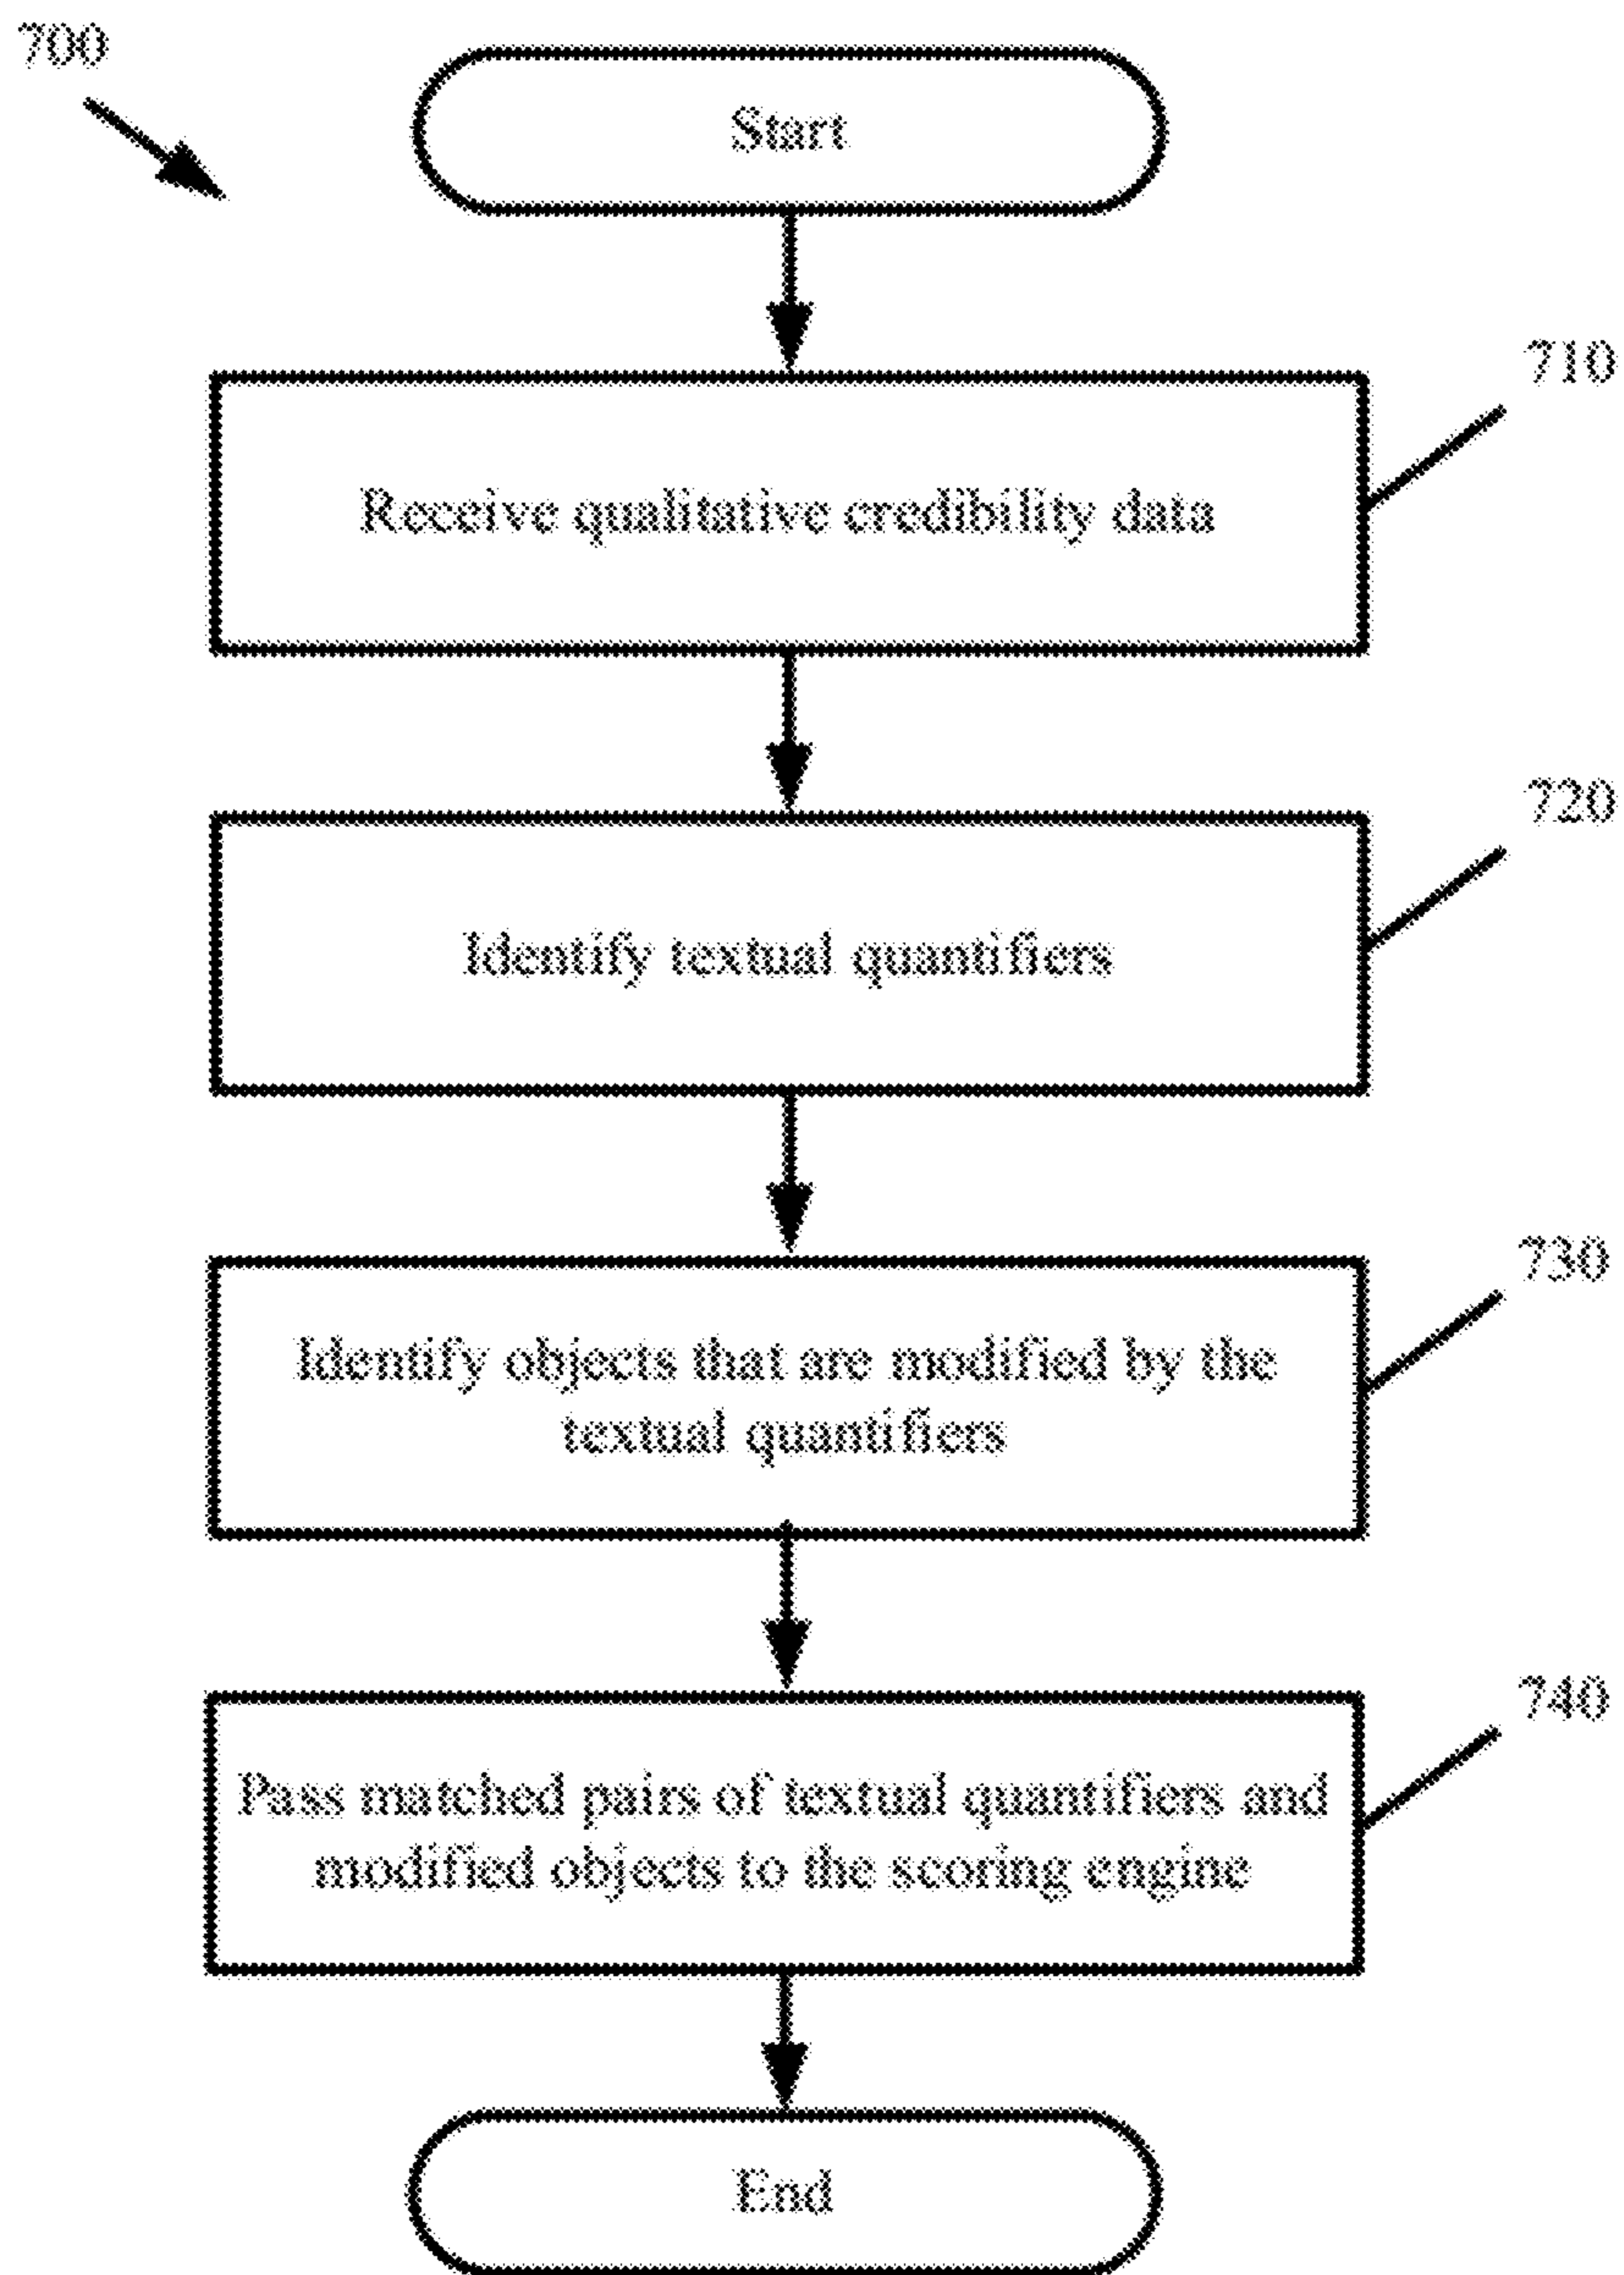 700
Start
710
Receive qualitative credibility data
720
Identify textual quantifiers
730
Identify objects that are modified by the
textual quantifiers
740
Pass matched pairs of textual quantifiers and
modified objects to the scoring engine
End